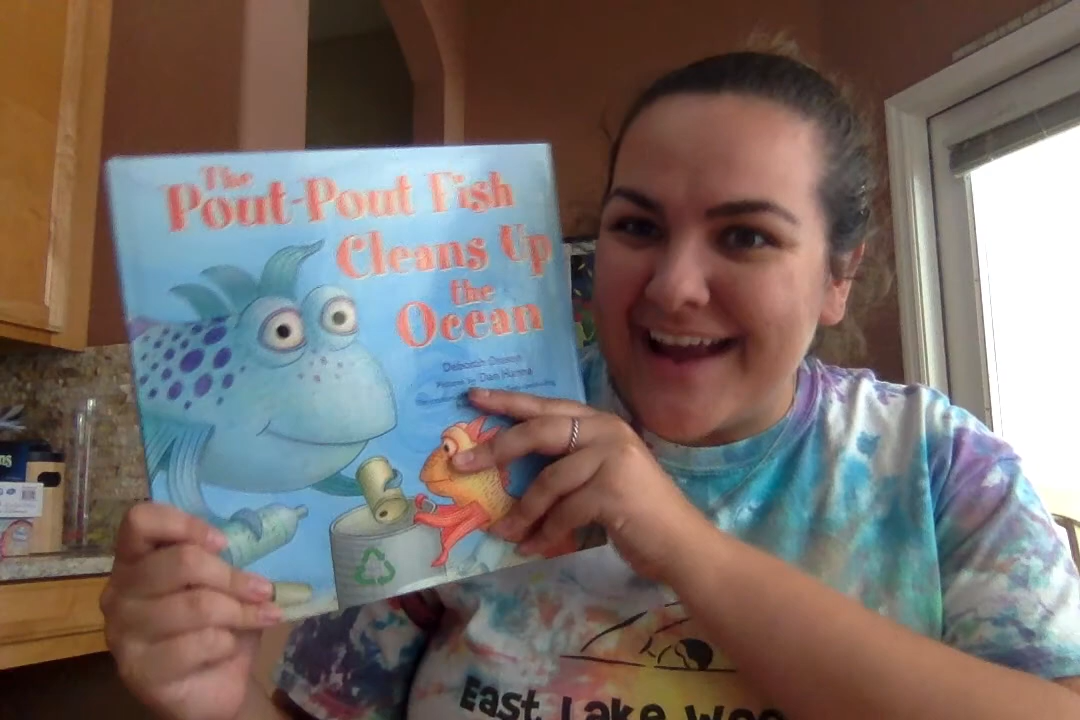 The
Pout-Pout Fish
Cleans Up
the
Ocean
Deborah Diesen
Pictures by Dan Hanna
East Lake